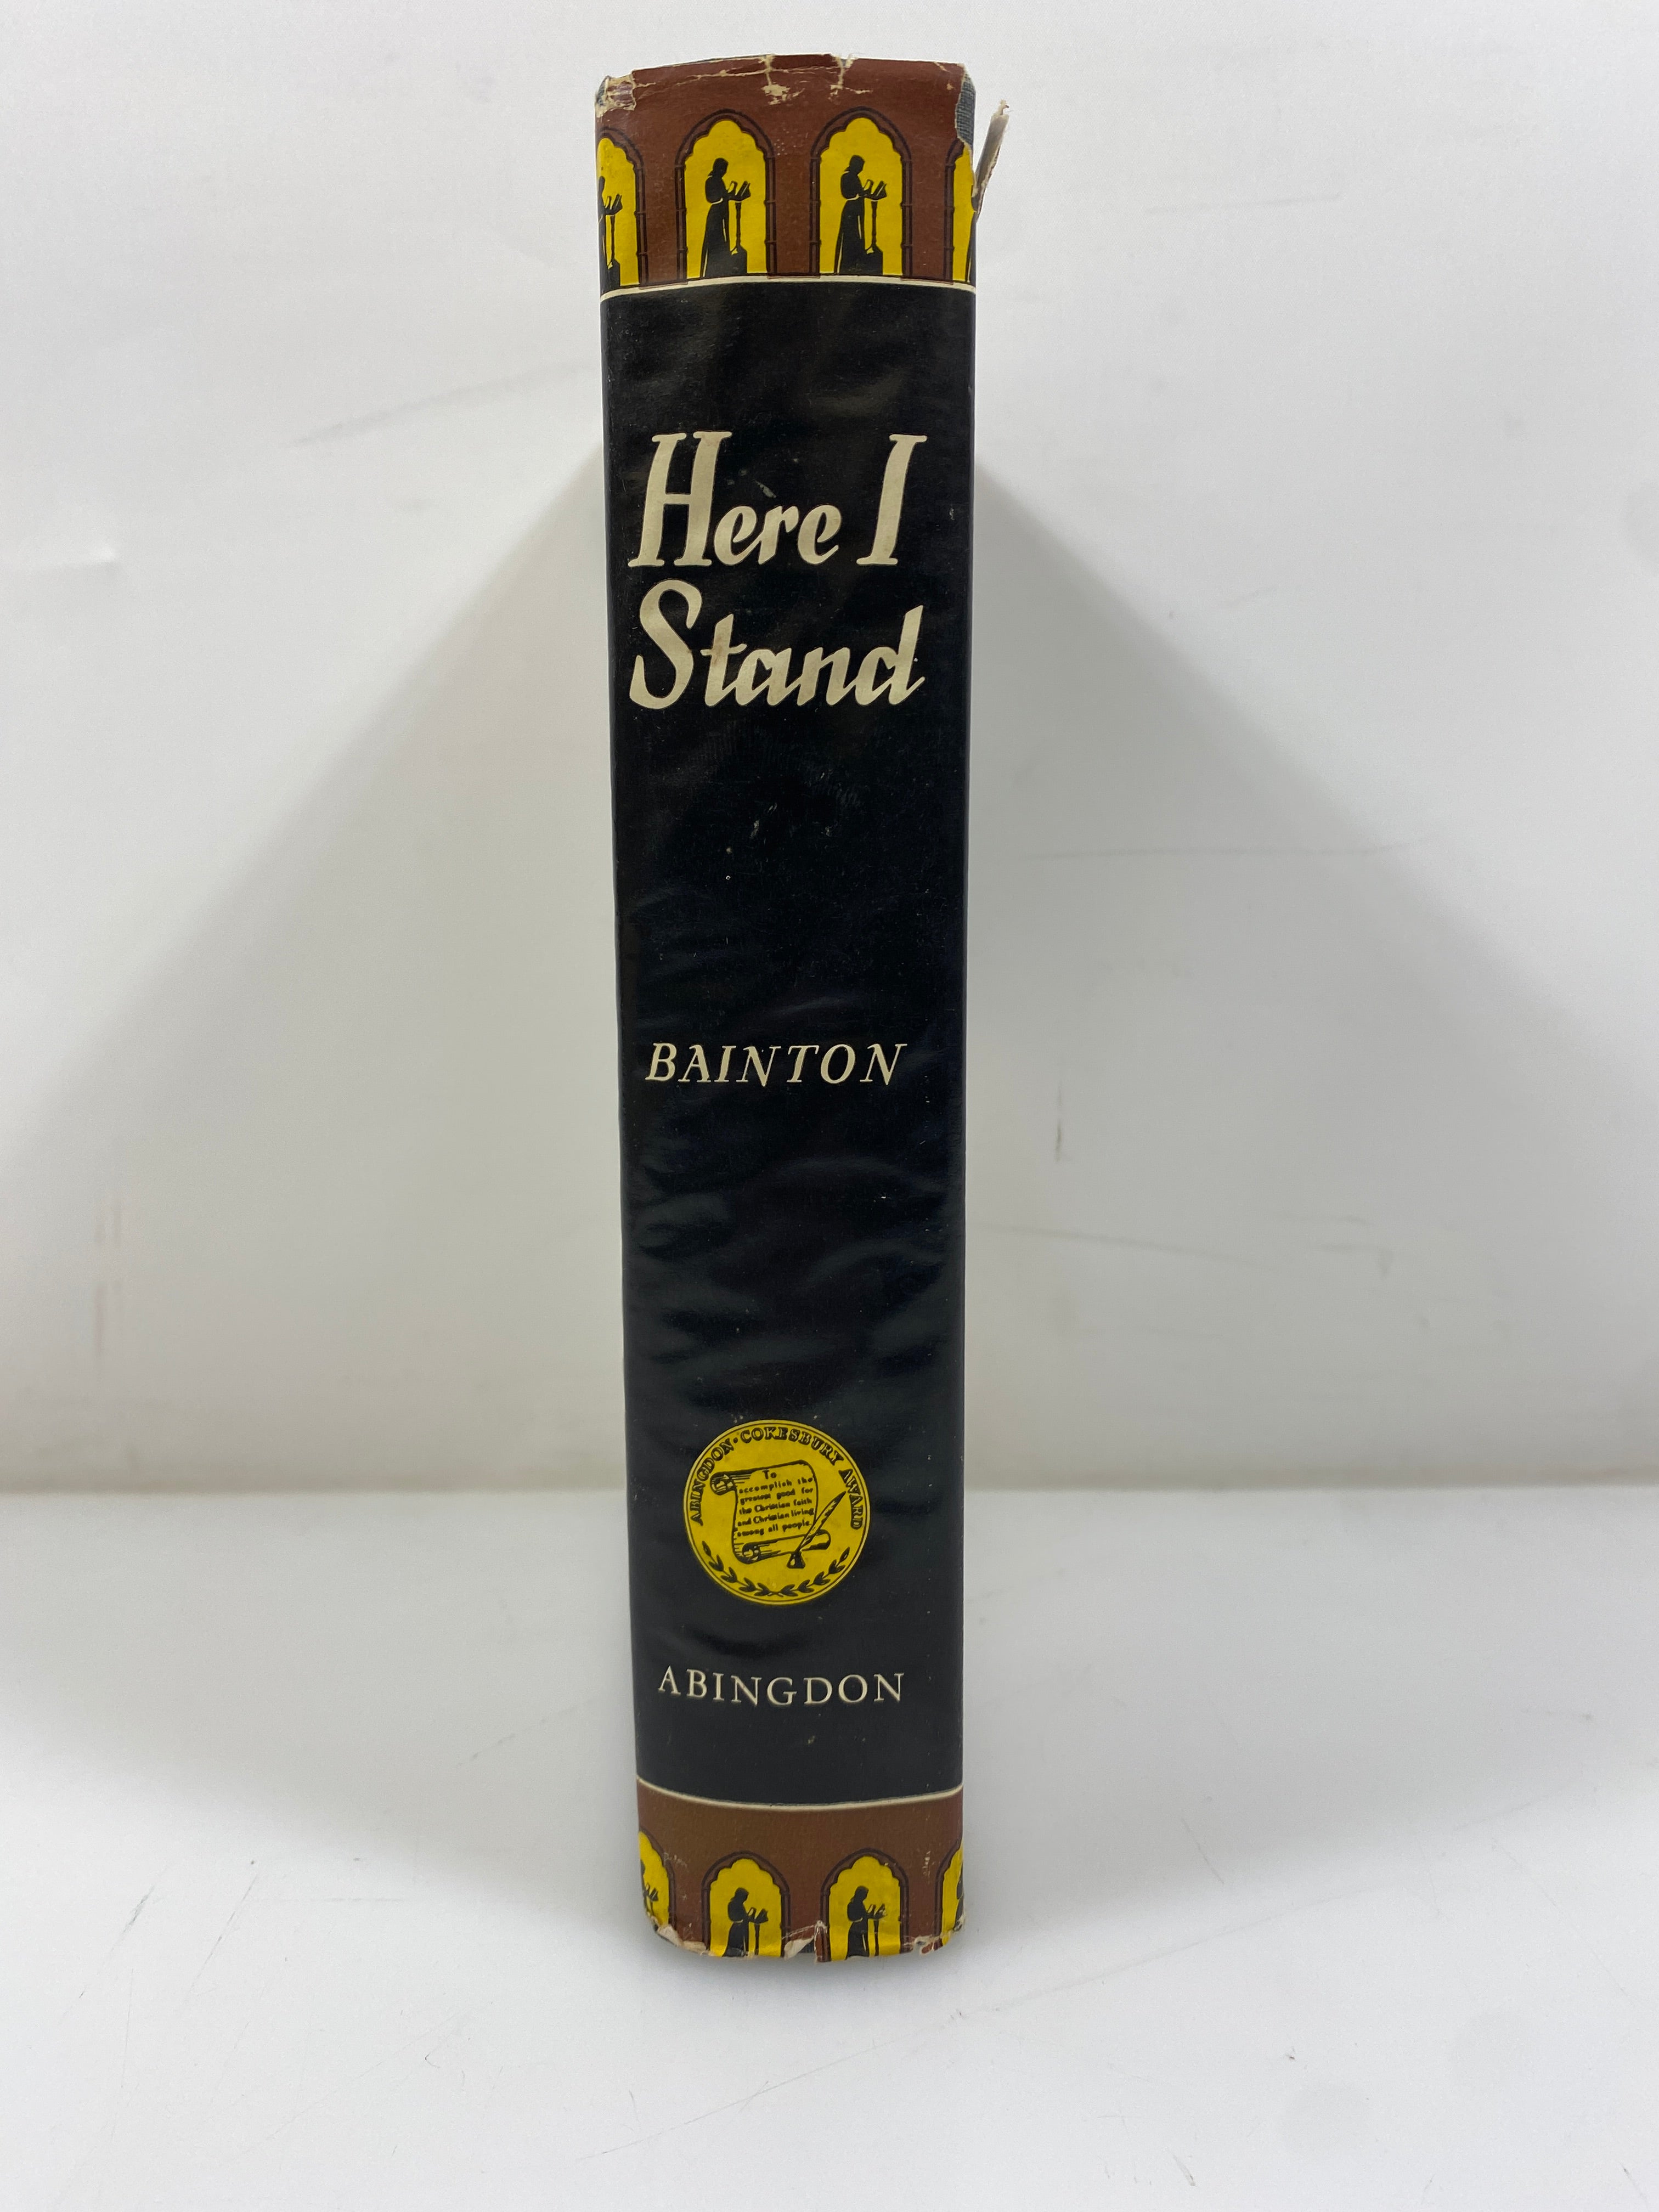 Here I
Stand
BAINTON
ABINGDON·COKESBURY AWARD
To
accomplish the
greatest good for
the Christian faith
and Christian living
among all people
ABINGDON